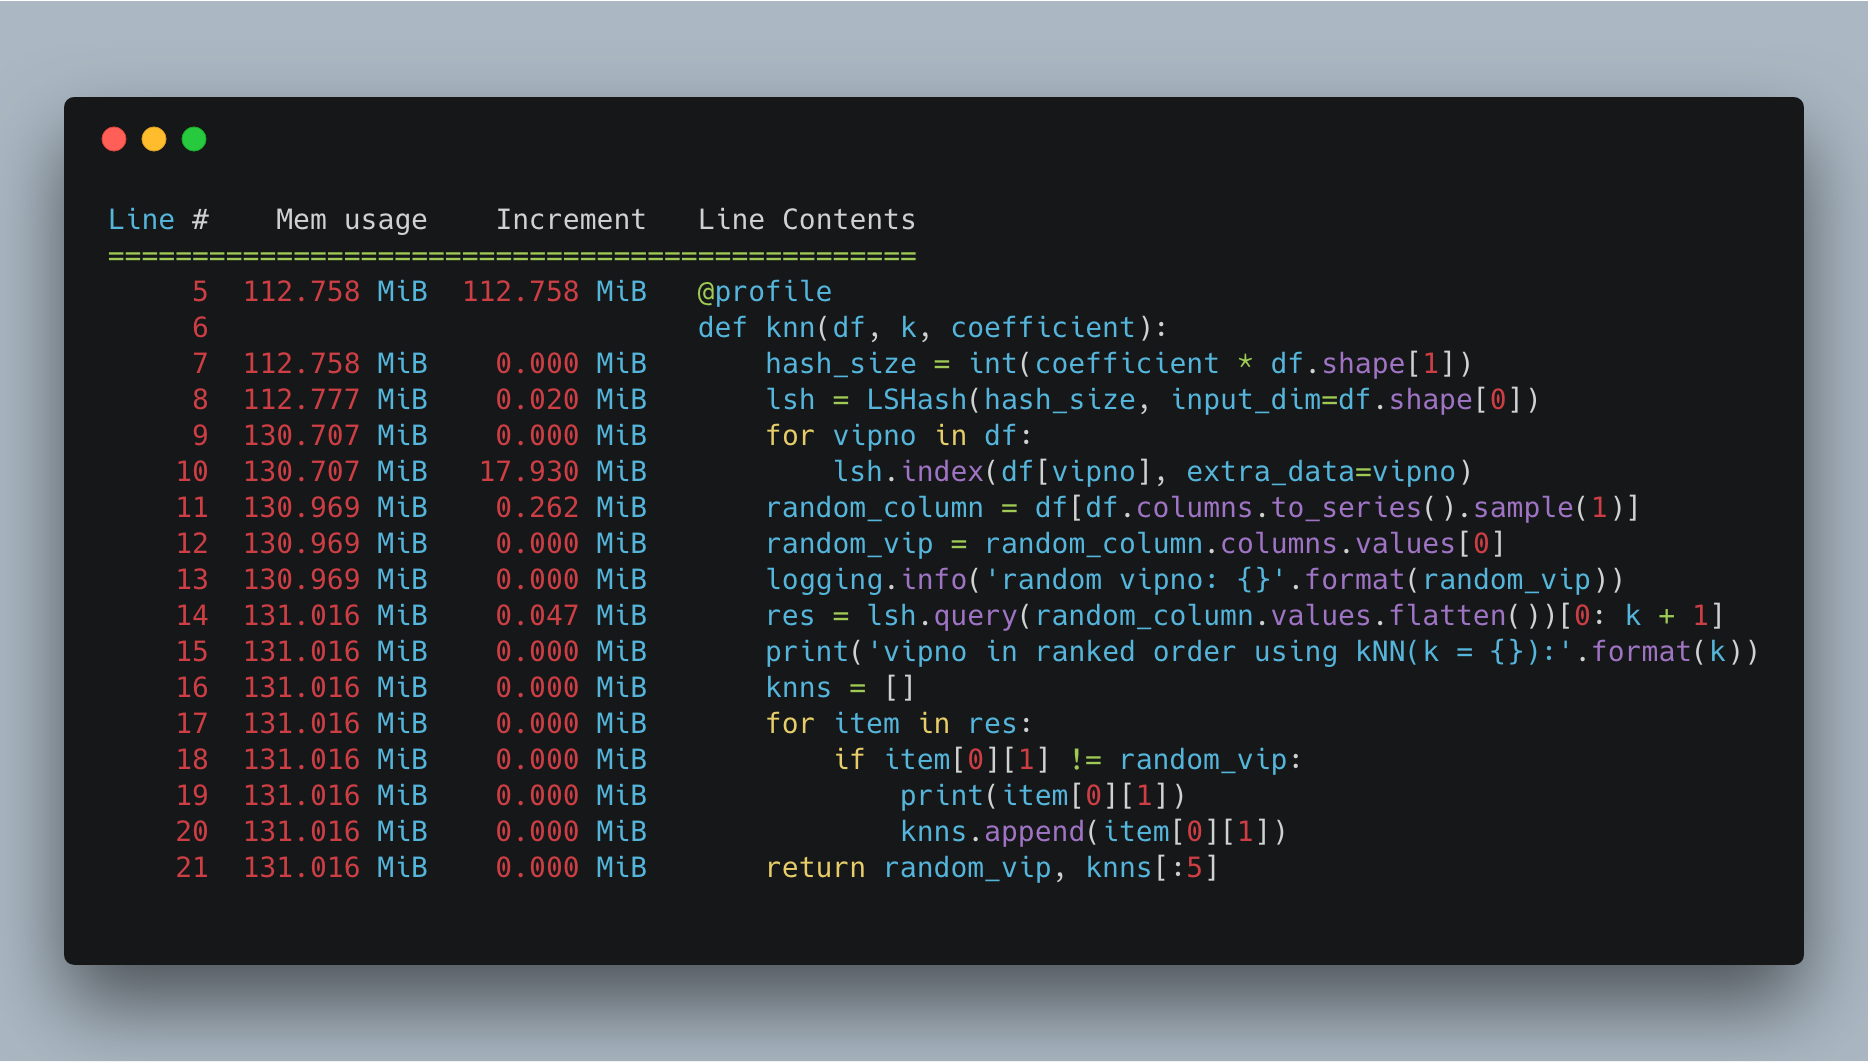 Line #    Mem usage    Increment   Line Contents
================================================
     5  112.758 MiB  112.758 MiB   @profile
     6                             def knn(df, k, coefficient):
     7  112.758 MiB    0.000 MiB       hash_size = int(coefficient * df.shape[1])
     8  112.777 MiB    0.020 MiB       lsh = LSHash(hash_size, input_dim=df.shape[0])
     9  130.707 MiB    0.000 MiB       for vipno in df:
    10  130.707 MiB   17.930 MiB           lsh.index(df[vipno], extra_data=vipno)
    11  130.969 MiB    0.262 MiB       random_column = df[df.columns.to_series().sample(1)]
    12  130.969 MiB    0.000 MiB       random_vip = random_column.columns.values[0]
    13  130.969 MiB    0.000 MiB       logging.info('random vipno: {}'.format(random_vip))
    14  131.016 MiB    0.047 MiB       res = lsh.query(random_column.values.flatten())[0: k + 1]
    15  131.016 MiB    0.000 MiB       print('vipno in ranked order using kNN(k = {}):'.format(k))
    16  131.016 MiB    0.000 MiB       knns = []
    17  131.016 MiB    0.000 MiB       for item in res:
    18  131.016 MiB    0.000 MiB           if item[0][1] != random_vip:
    19  131.016 MiB    0.000 MiB               print(item[0][1])
    20  131.016 MiB    0.000 MiB               knns.append(item[0][1])
    21  131.016 MiB    0.000 MiB       return random_vip, knns[:5]